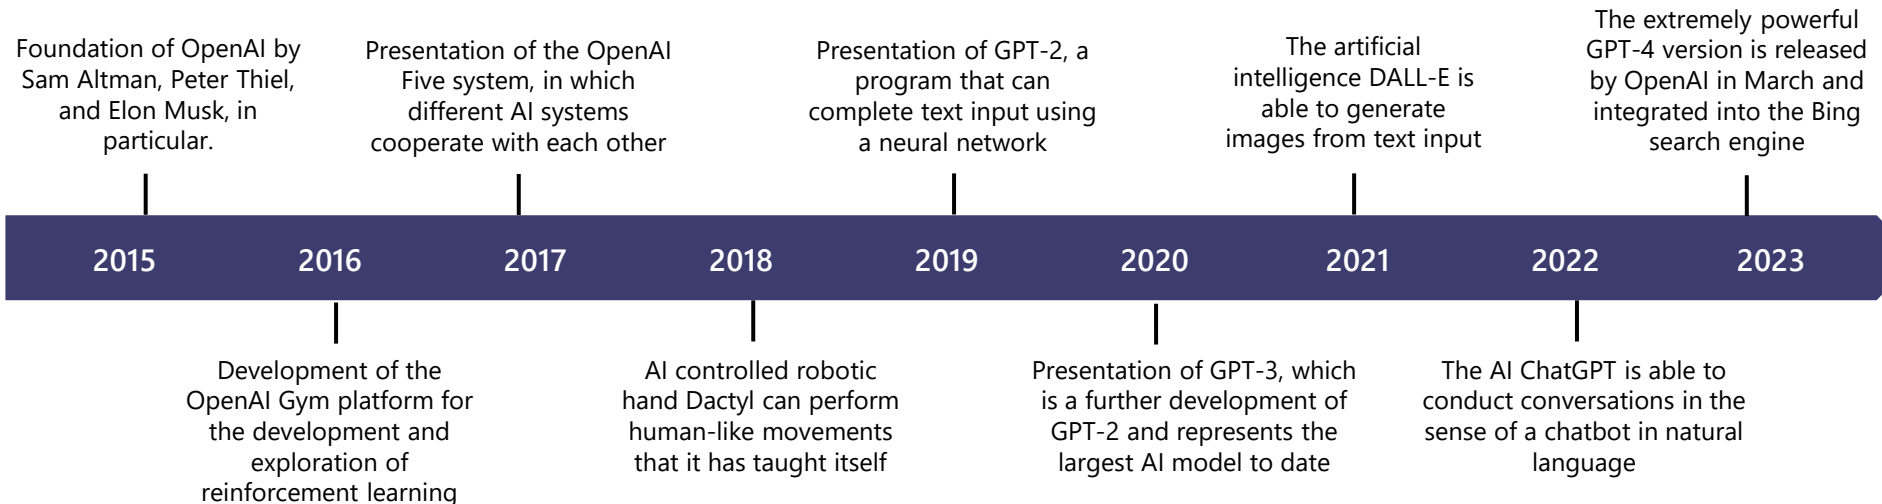 Foundation of OpenAI by
Sam Altman, Peter Thiel,
and Elon Musk, in
particular.
Presentation of the OpenAI
Five system, in which
different AI systems
cooperate with each other
Presentation of GPT-2, a
program that can
complete text input using
a neural network
The artificial
intelligence DALL-E is
able to generate
images from text input
The extremely powerful
GPT-4 version is released
by OpenAI in March and
integrated into the Bing
search engine
2015 2016 2017 2018 2019 2020 2021 2022 2023
Development of the
OpenAI Gym platform for
the development and
exploration of
reinforcement learning
AI controlled robotic
hand Dactyl can perform
human-like movements
that it has taught itself
Presentation of GPT-3, which
is a further development of
GPT-2 and represents the
largest AI model to date
The AI ChatGPT is able to
conduct conversations in the
sense of a chatbot in natural
language